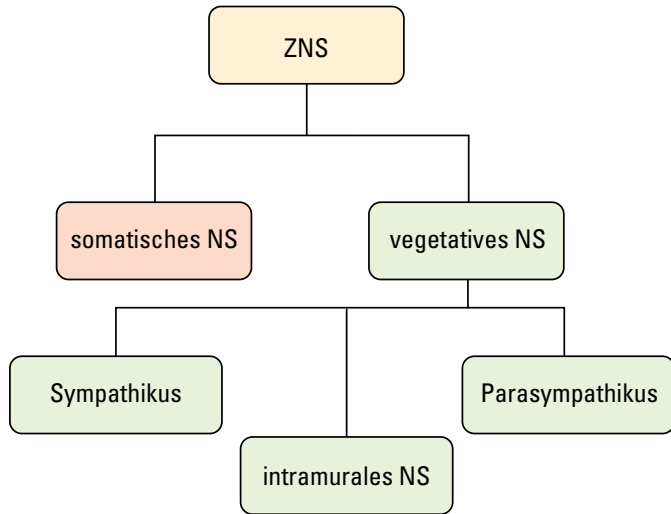 ZNS
somatisches NS
vegetatives NS
Sympathikus
Parasympathikus
intramurales NS